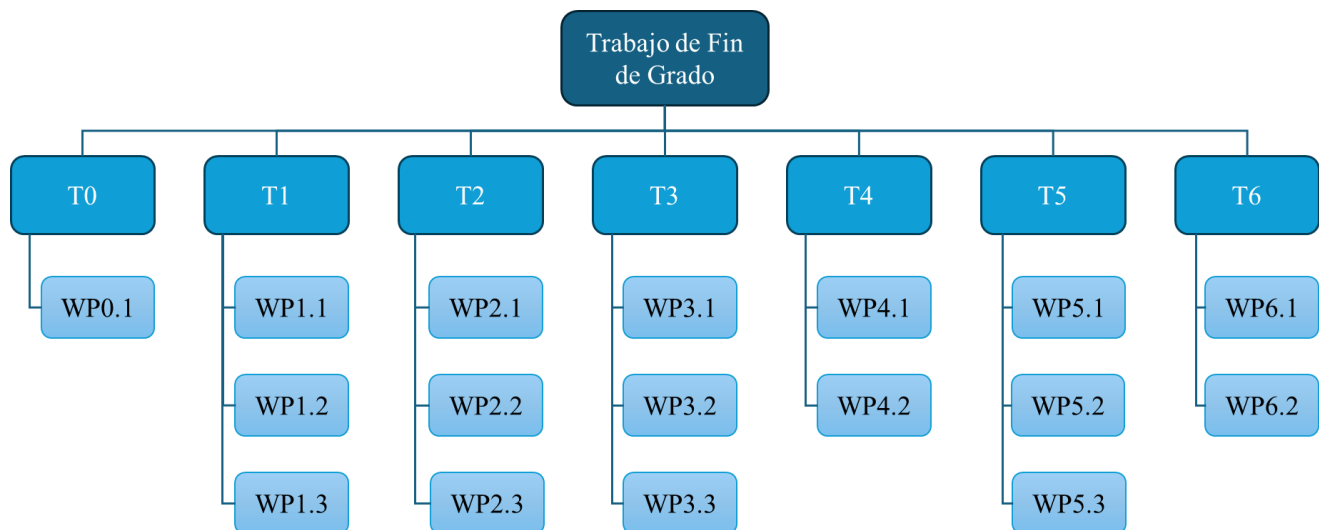 Trabajo de Fin
de Grado
T0
T1
T2
T3
T4
T5
T6
WP0.1
WP1.1
WP2.1
WP3.1
WP4.1
WP5.1
WP6.1
WP1.2
WP2.2
WP3.2
WP4.2
WP5.2
WP6.2
WP1.3
WP2.3
WP3.3
WP5.3